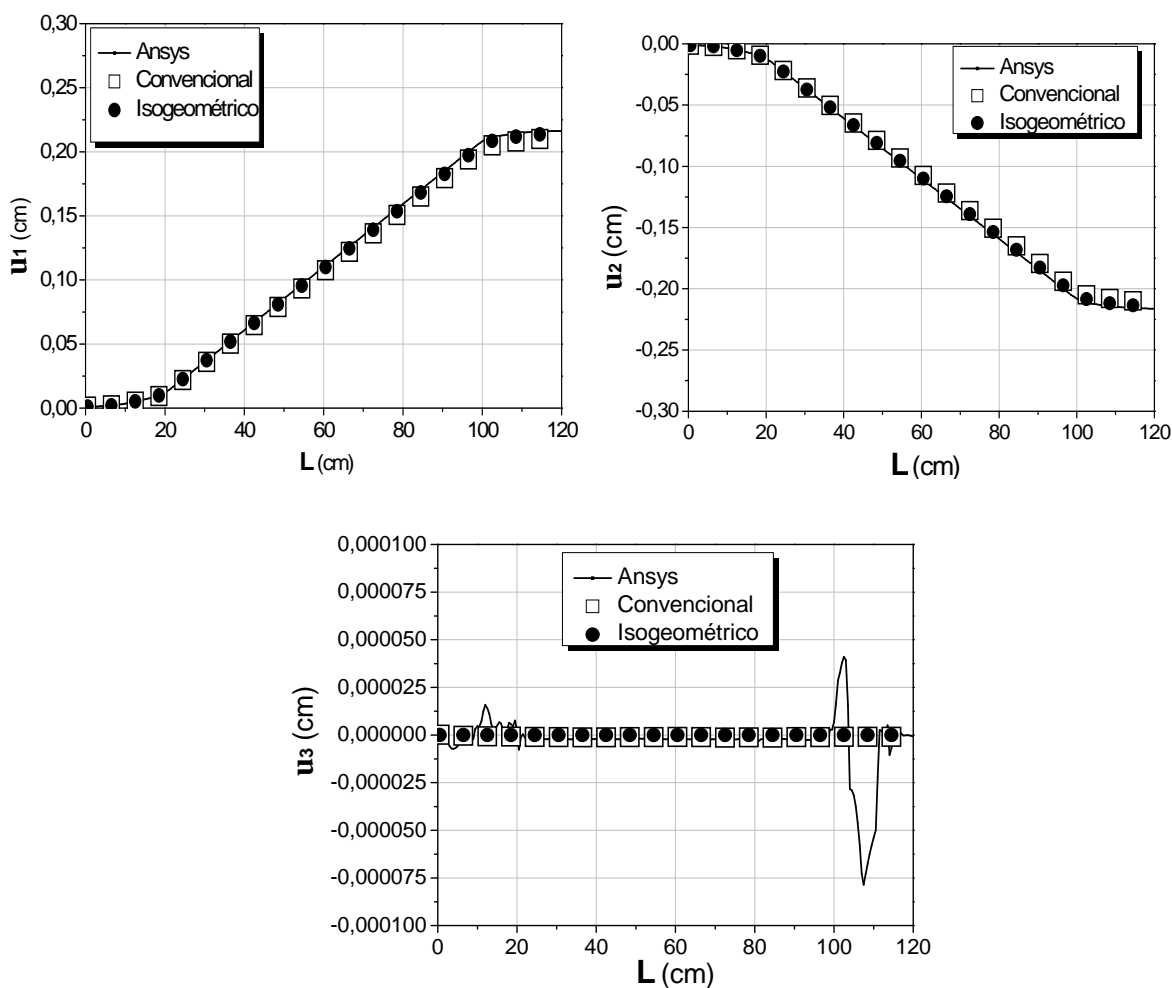 0,30
0,25
0,20
0,15
0,10
0,05
0,00
u1 (cm)
Ansys
Convencional
Isogeométrico
0 20 40 60 80 100 120
L (cm)
0,00
-0,05
-0,10
-0,15
-0,20
-0,25
-0,30
u2 (cm)
Ansys
Convencional
Isogeométrico
0 20 40 60 80 100 120
L (cm)
0,000100
0,000075
0,000050
0,000025
0,000000
-0,000025
-0,000050
-0,000075
-0,000100
u3 (cm)
Ansys
Convencional
Isogeométrico
0 20 40 60 80 100 120
L (cm)